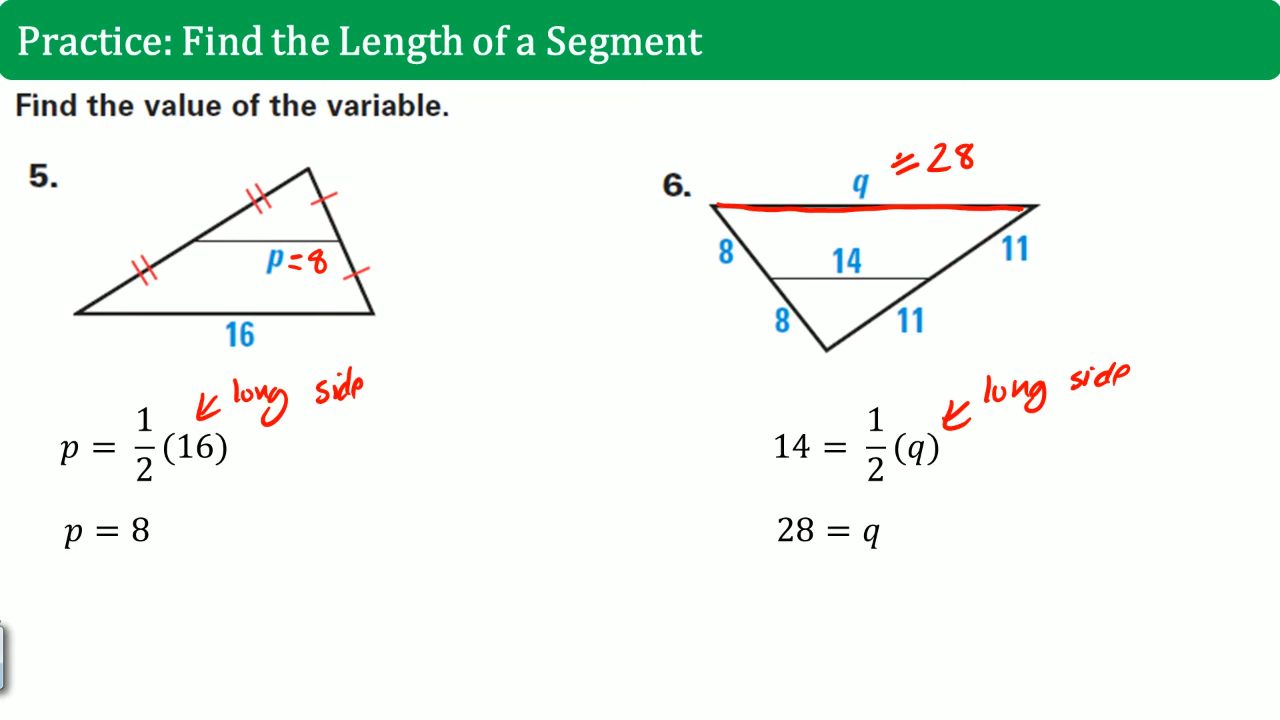 Practice: Find the Length of a Segment
Find the value of the variable.
5.
p = 8
16
long side
p = 1/2 (16)
p = 8
6.
q = 28
8
14
11
8
11
long side
14 = 1/2 (q)
28 = q